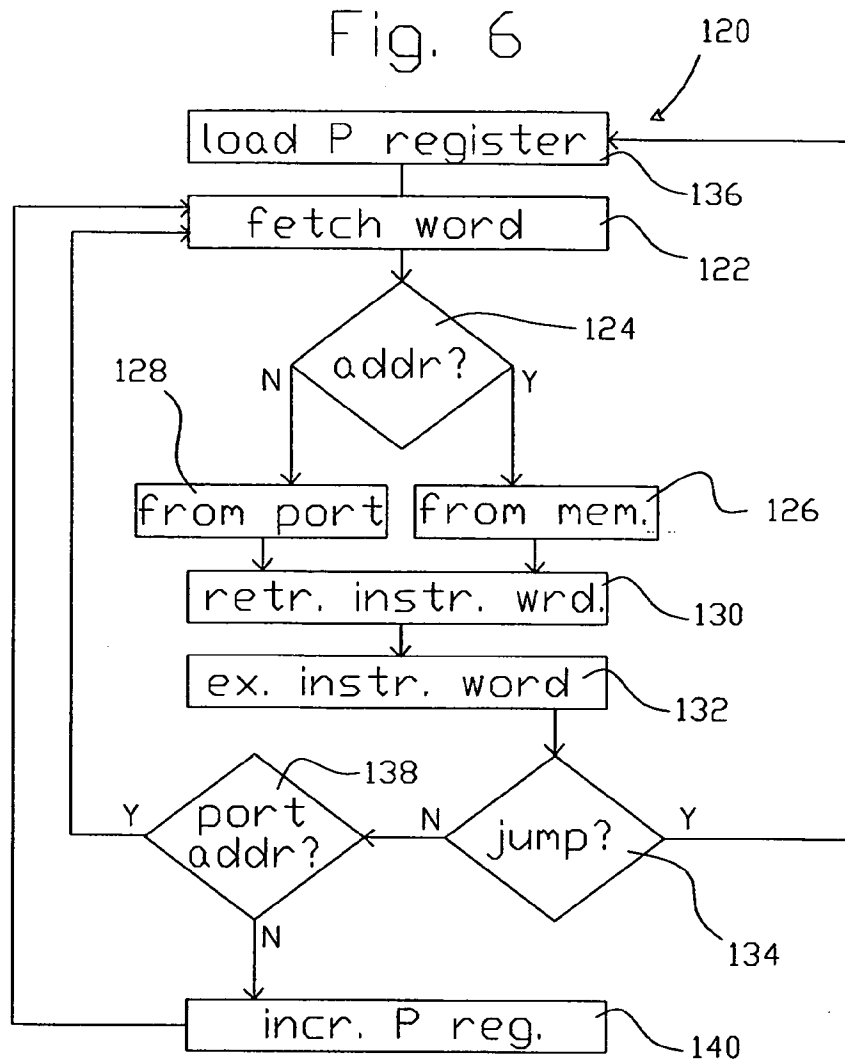 Fig. 6
120
load P register
136
fetch word
122
124
addr?
N
Y
128
from port
from mem.
126
retr. instr. wrd.
130
ex. instr. word
132
138
Y
port
addr?
N
jump?
Y
134
N
incr. P reg.
140